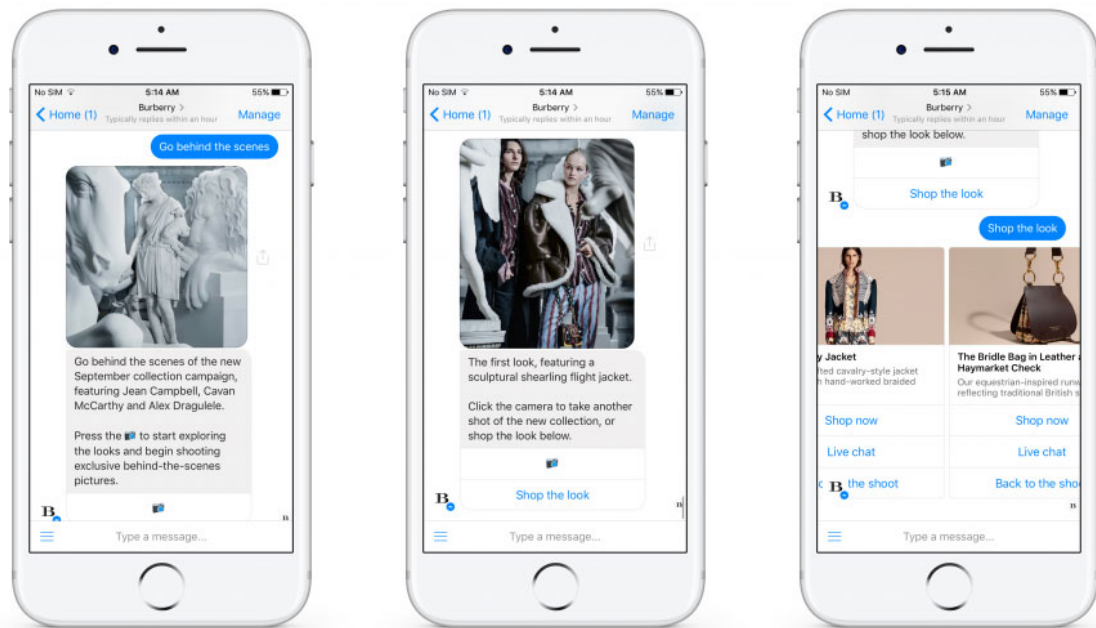 No SIM 5:14 AM 55%
Home (1) Burberry > Manage
Typically replies within an hour
Go behind the scenes
Go behind the scenes of the new
September collection campaign,
featuring Jean Campbell, Cavan
McCarthy and Alex Dragulele.
Press the 📷 to start exploring
the looks and begin shooting
exclusive behind-the-scenes
pictures.
B
B
Type a message...
No SIM 5:14 AM 55%
Home (1) Burberry > Manage
Typically replies within an hour
The first look, featuring a
sculptural shearling flight jacket.
Click the camera to take another
shot of the new collection, or
shop the look below.
Shop the look
B
B
Type a message...
No SIM 5:15 AM 55%
Home (1) Burberry > Manage
Typically replies within an hour
shop the look below.
Shop the look
B
Shop the look
y Jacket
fted cavalry-style jacket
h hand-worked braided
Shop now
Live chat
the shoot
B
The Bridle Bag in Leather a
Haymarket Check
Our equestrian-inspired runw
reflecting traditional British s
Shop now
Live chat
Back to the shoo
B
Type a message...